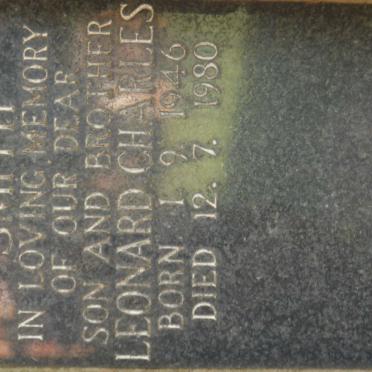 SMITH
IN LOVING MEMORY
OF OUR DEAR
SON AND BROTHER
LEONARD CHARLES
BORN 1. 9. 1946
DIED 12. 7. 1980